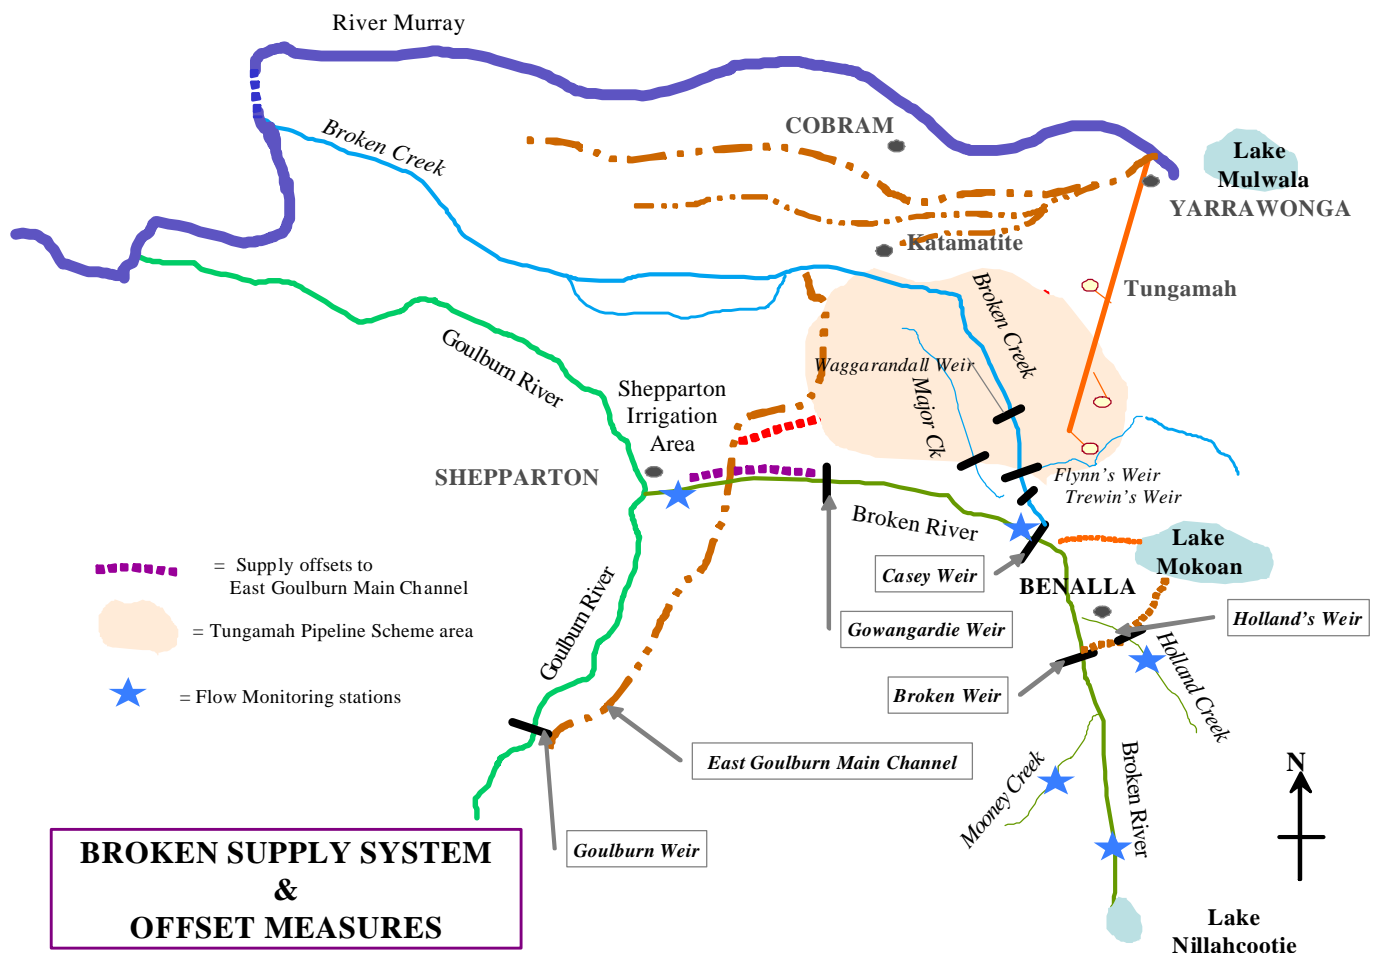 River Murray
Broken Creek
COBRAM
Lake
Mulwala
YARRAWONGA
Katamatite
Tungamah
Broken Creek
Goulburn River
Waggarandall Weir
Major Ck
Shepparton
Irrigation
Area
SHEPPARTON
Flynn's Weir
Trewin's Weir
Broken River
Lake
Mokoan
Casey Weir
BENALLA
= Supply offsets to
East Goulburn Main Channel
Gowangardie Weir
Holland's Weir
= Tungamah Pipeline Scheme area
Goulburn River
Holland Creek
Broken Weir
= Flow Monitoring stations
East Goulburn Main Channel
Mooney Creek
Broken River
N
Goulburn Weir
BROKEN SUPPLY SYSTEM
&
OFFSET MEASURES
Lake
Nillahcootie